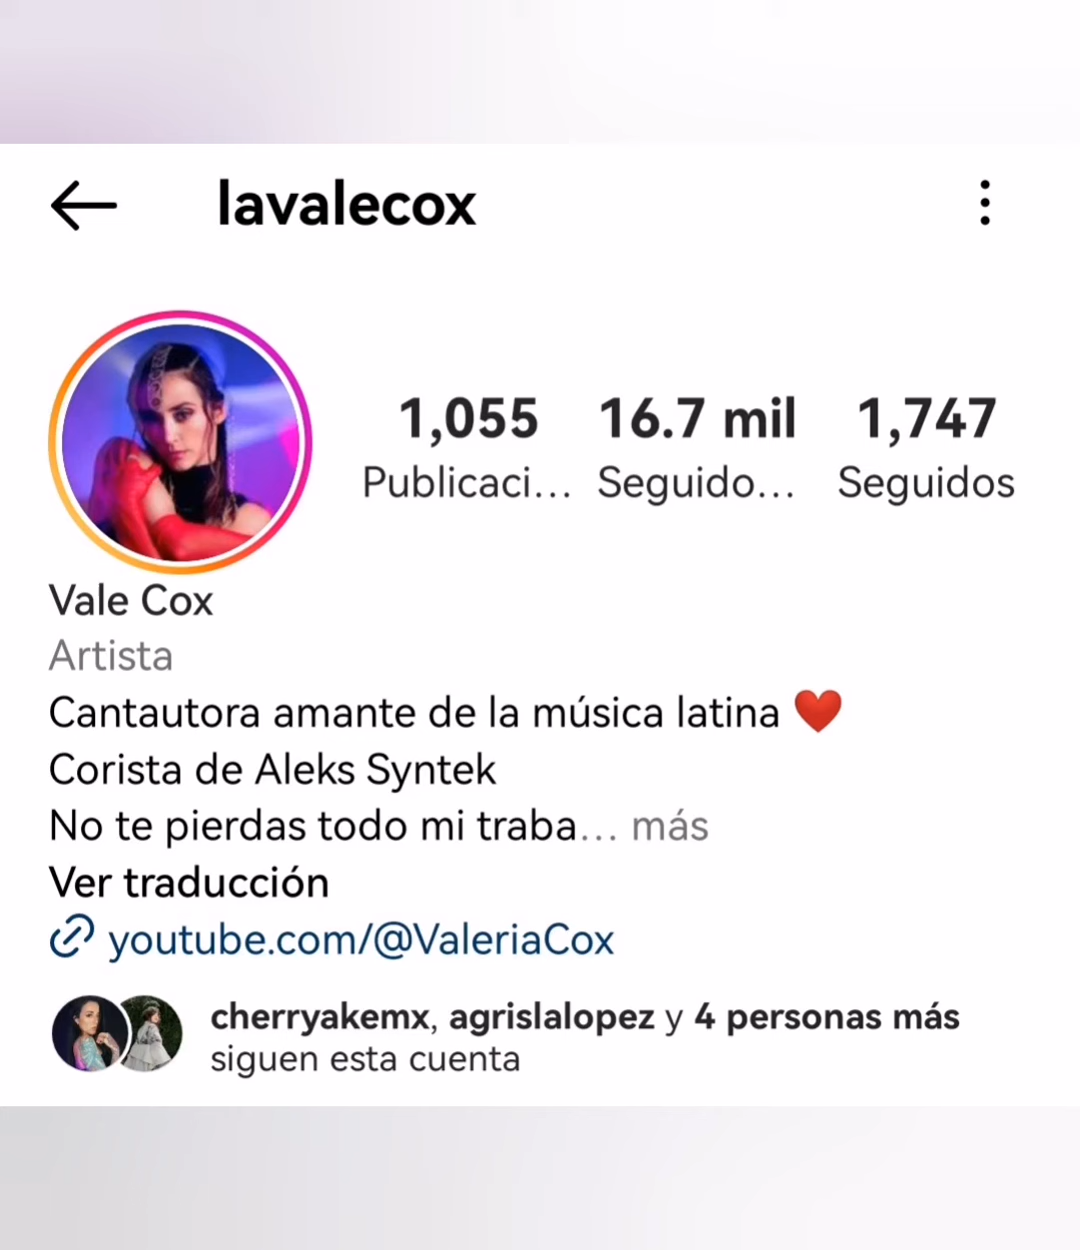 lavalecox
1,055 16.7 mil 1,747
Publicaci... Seguido... Seguidos
Vale Cox
Artista
Cantautora amante de la música latina ❤️
Corista de Aleks Syntek
No te pierdas todo mi traba... más
Ver traducción
youtube.com/@ValeriaCox
cherryakemx, agrislalopez y 4 personas más
siguen esta cuenta